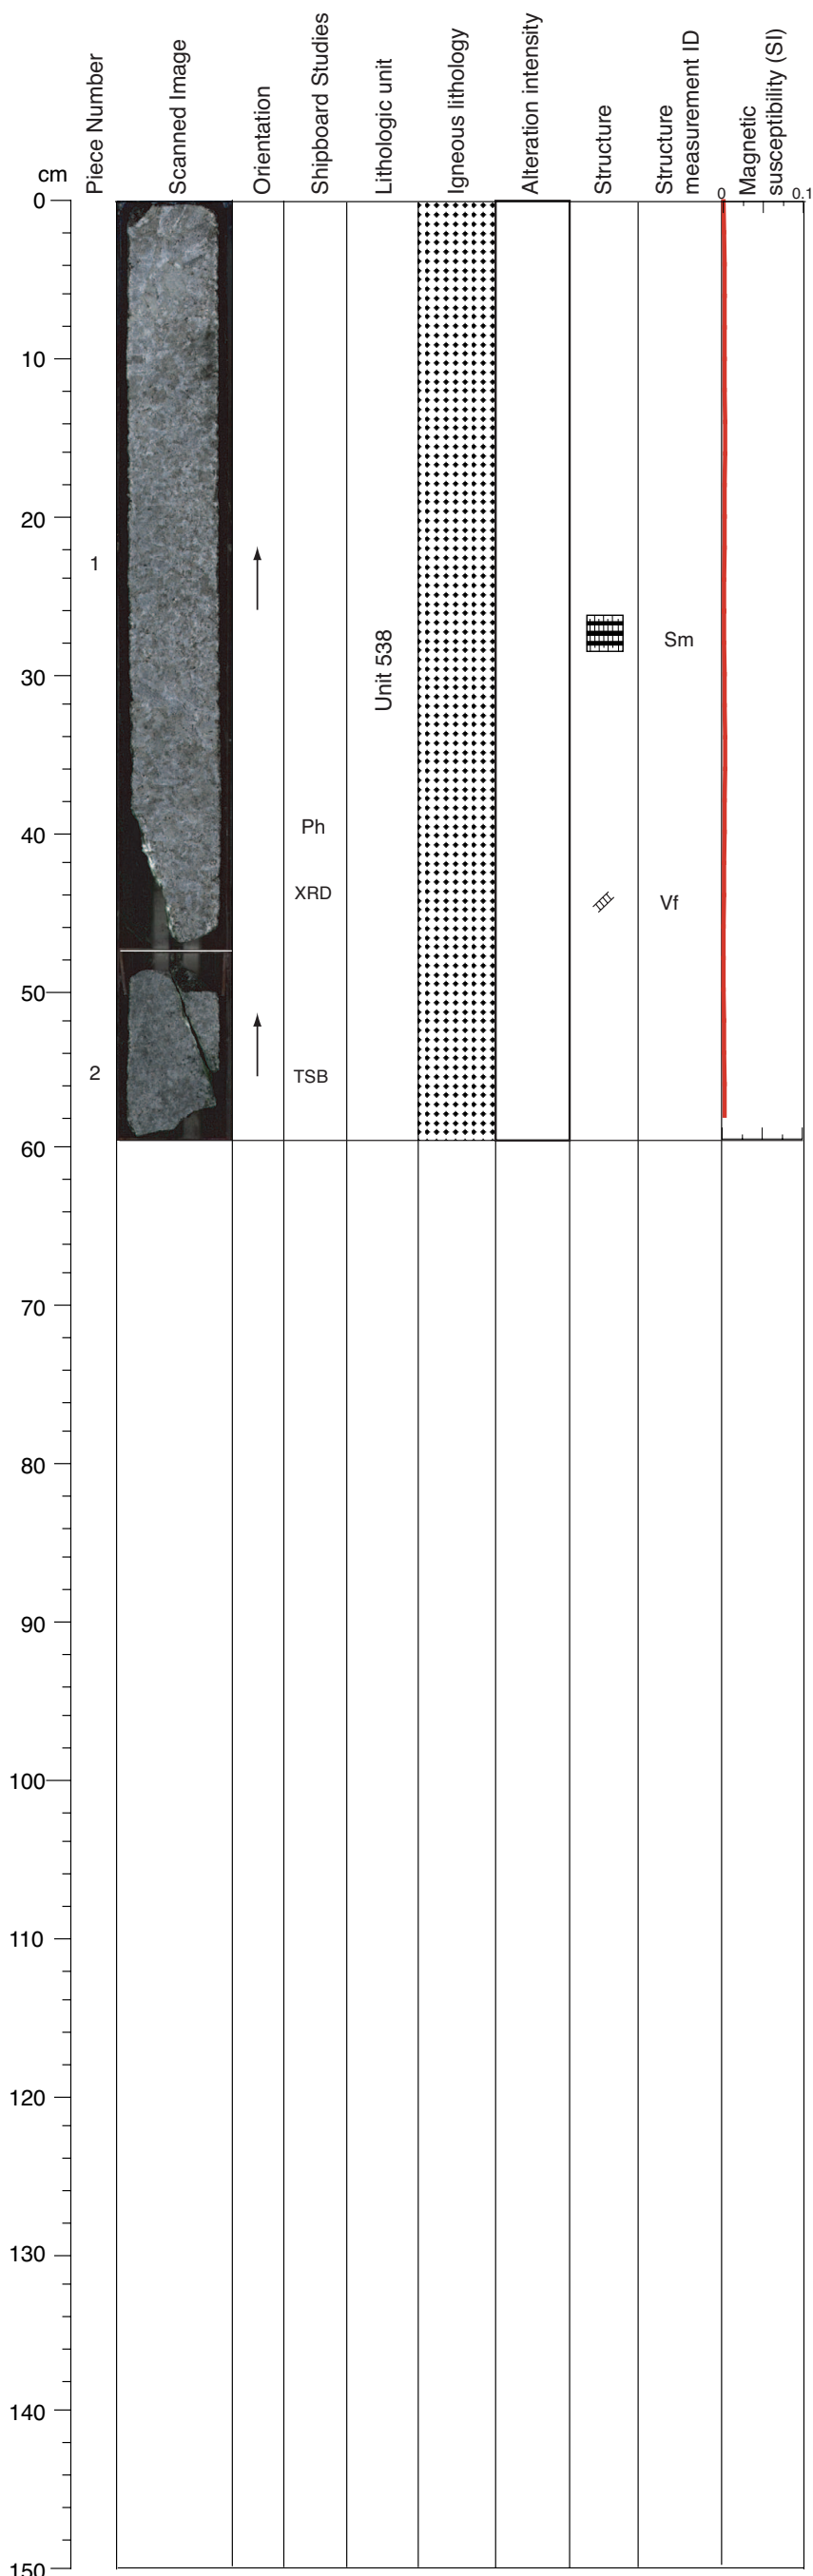 cm
Piece Number
Scanned Image
Orientation
Shipboard Studies
Lithologic unit
Igneous lithology
Alteration intensity
Structure
Structure
measurement ID
Magnetic
susceptibility (SI)
0 0.1
0
10
20
1
Unit 538
Sm
30
Ph
40
XRD
Vf
50
2
TSB
60
70
80
90
100
110
120
130
140
150